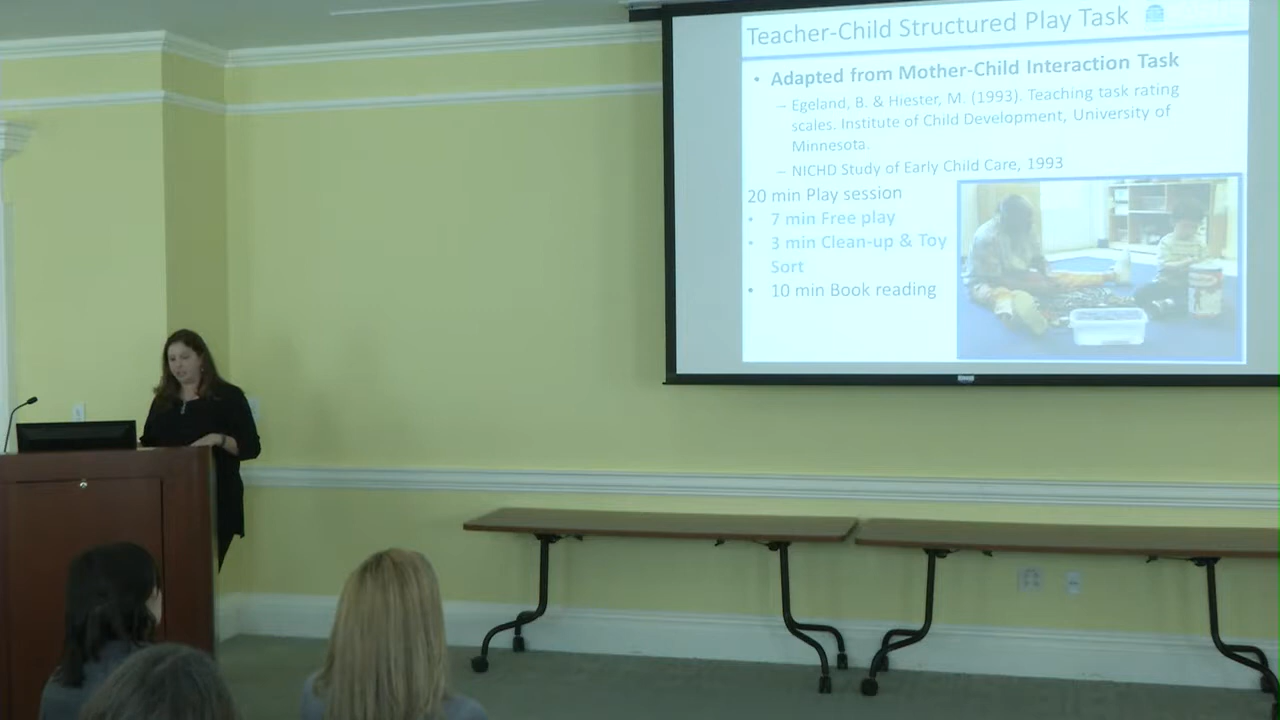 Teacher-Child Structured Play Task
• Adapted from Mother-Child Interaction Task
– Egeland, B. & Hiester, M. (1993). Teaching task rating
scales. Institute of Child Development, University of
Minnesota.
– NICHD Study of Early Child Care, 1993
20 min Play session
• 7 min Free play
• 3 min Clean-up & Toy
Sort
• 10 min Book reading